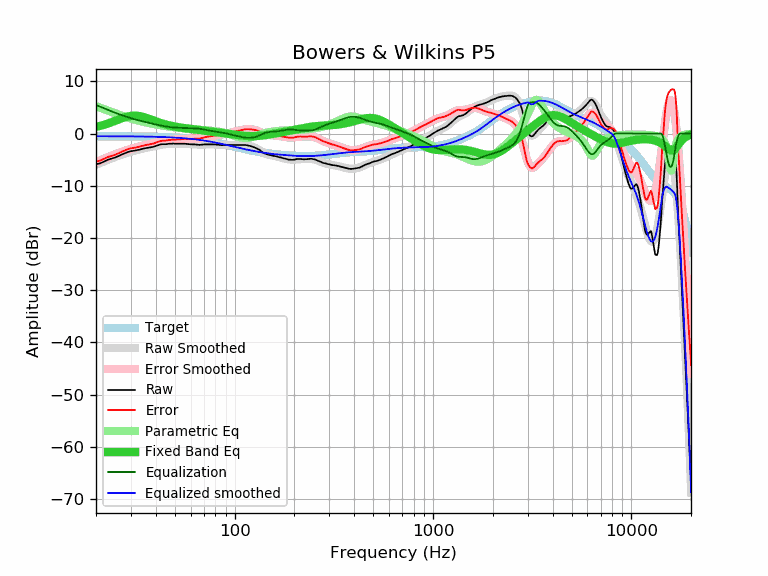 Bowers & Wilkins P5
10
0
−10
−20
−30
−40
−50
−60
−70
Amplitude (dBr)
Target
Raw Smoothed
Error Smoothed
Raw
Error
Parametric Eq
Fixed Band Eq
Equalization
Equalized smoothed
100
1000
10000
Frequency (Hz)